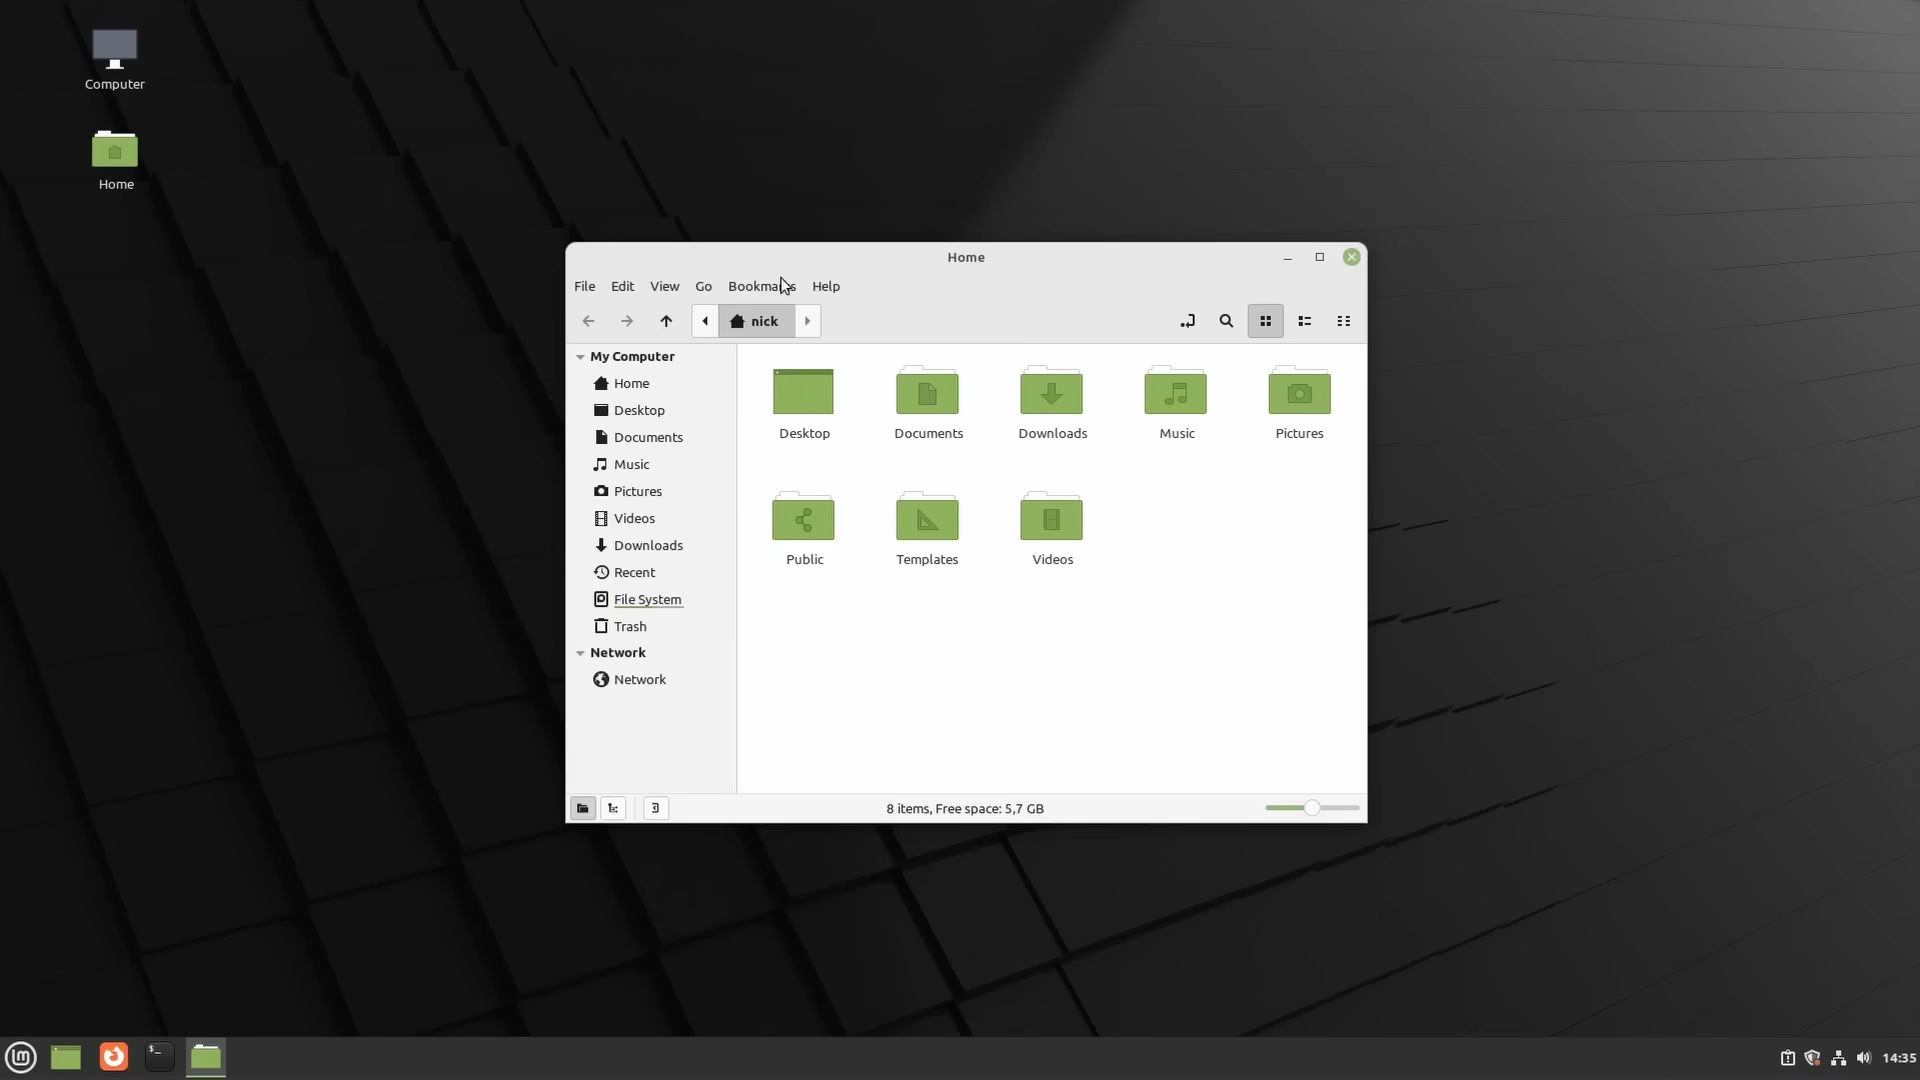 Computer
Home
Home
File Edit View Go Bookmarks Help
nick
My Computer
Home
Desktop
Documents
Music
Pictures
Videos
Downloads
Recent
File System
Trash
Network
Network
Desktop Documents Downloads Music Pictures
Public Templates Videos
8 items, Free space: 5,7 GB
$_
14:35